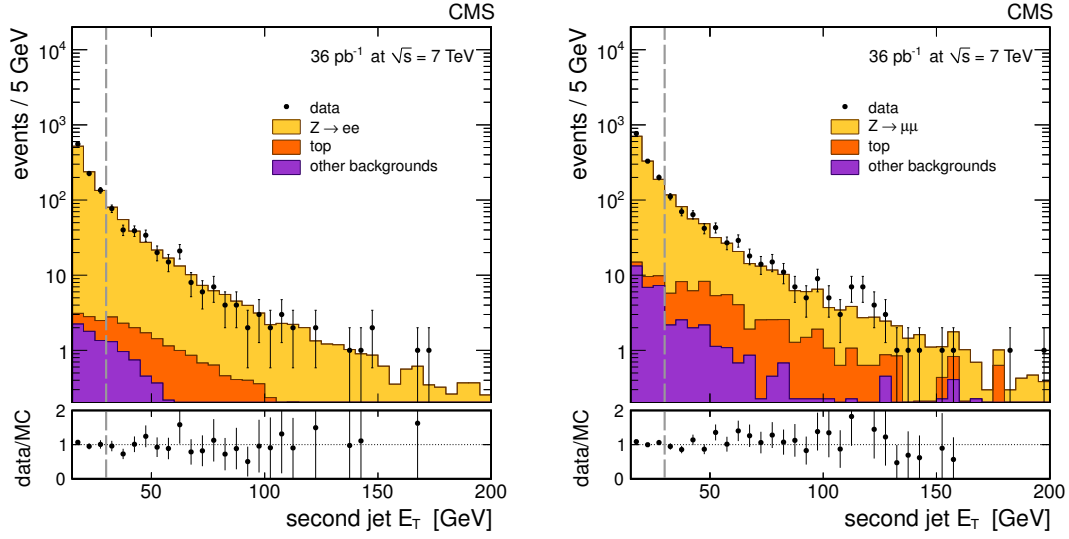 CMS
36 pb⁻¹ at √s = 7 TeV
events / 5 GeV
10⁴
10³
10²
10
1
data
Z → ee
top
other backgrounds
data/MC
2
1
0
50 100 150 200
second jet E_T [GeV]
CMS
36 pb⁻¹ at √s = 7 TeV
events / 5 GeV
10⁴
10³
10²
10
1
data
Z → μμ
top
other backgrounds
data/MC
2
1
0
50 100 150 200
second jet E_T [GeV]